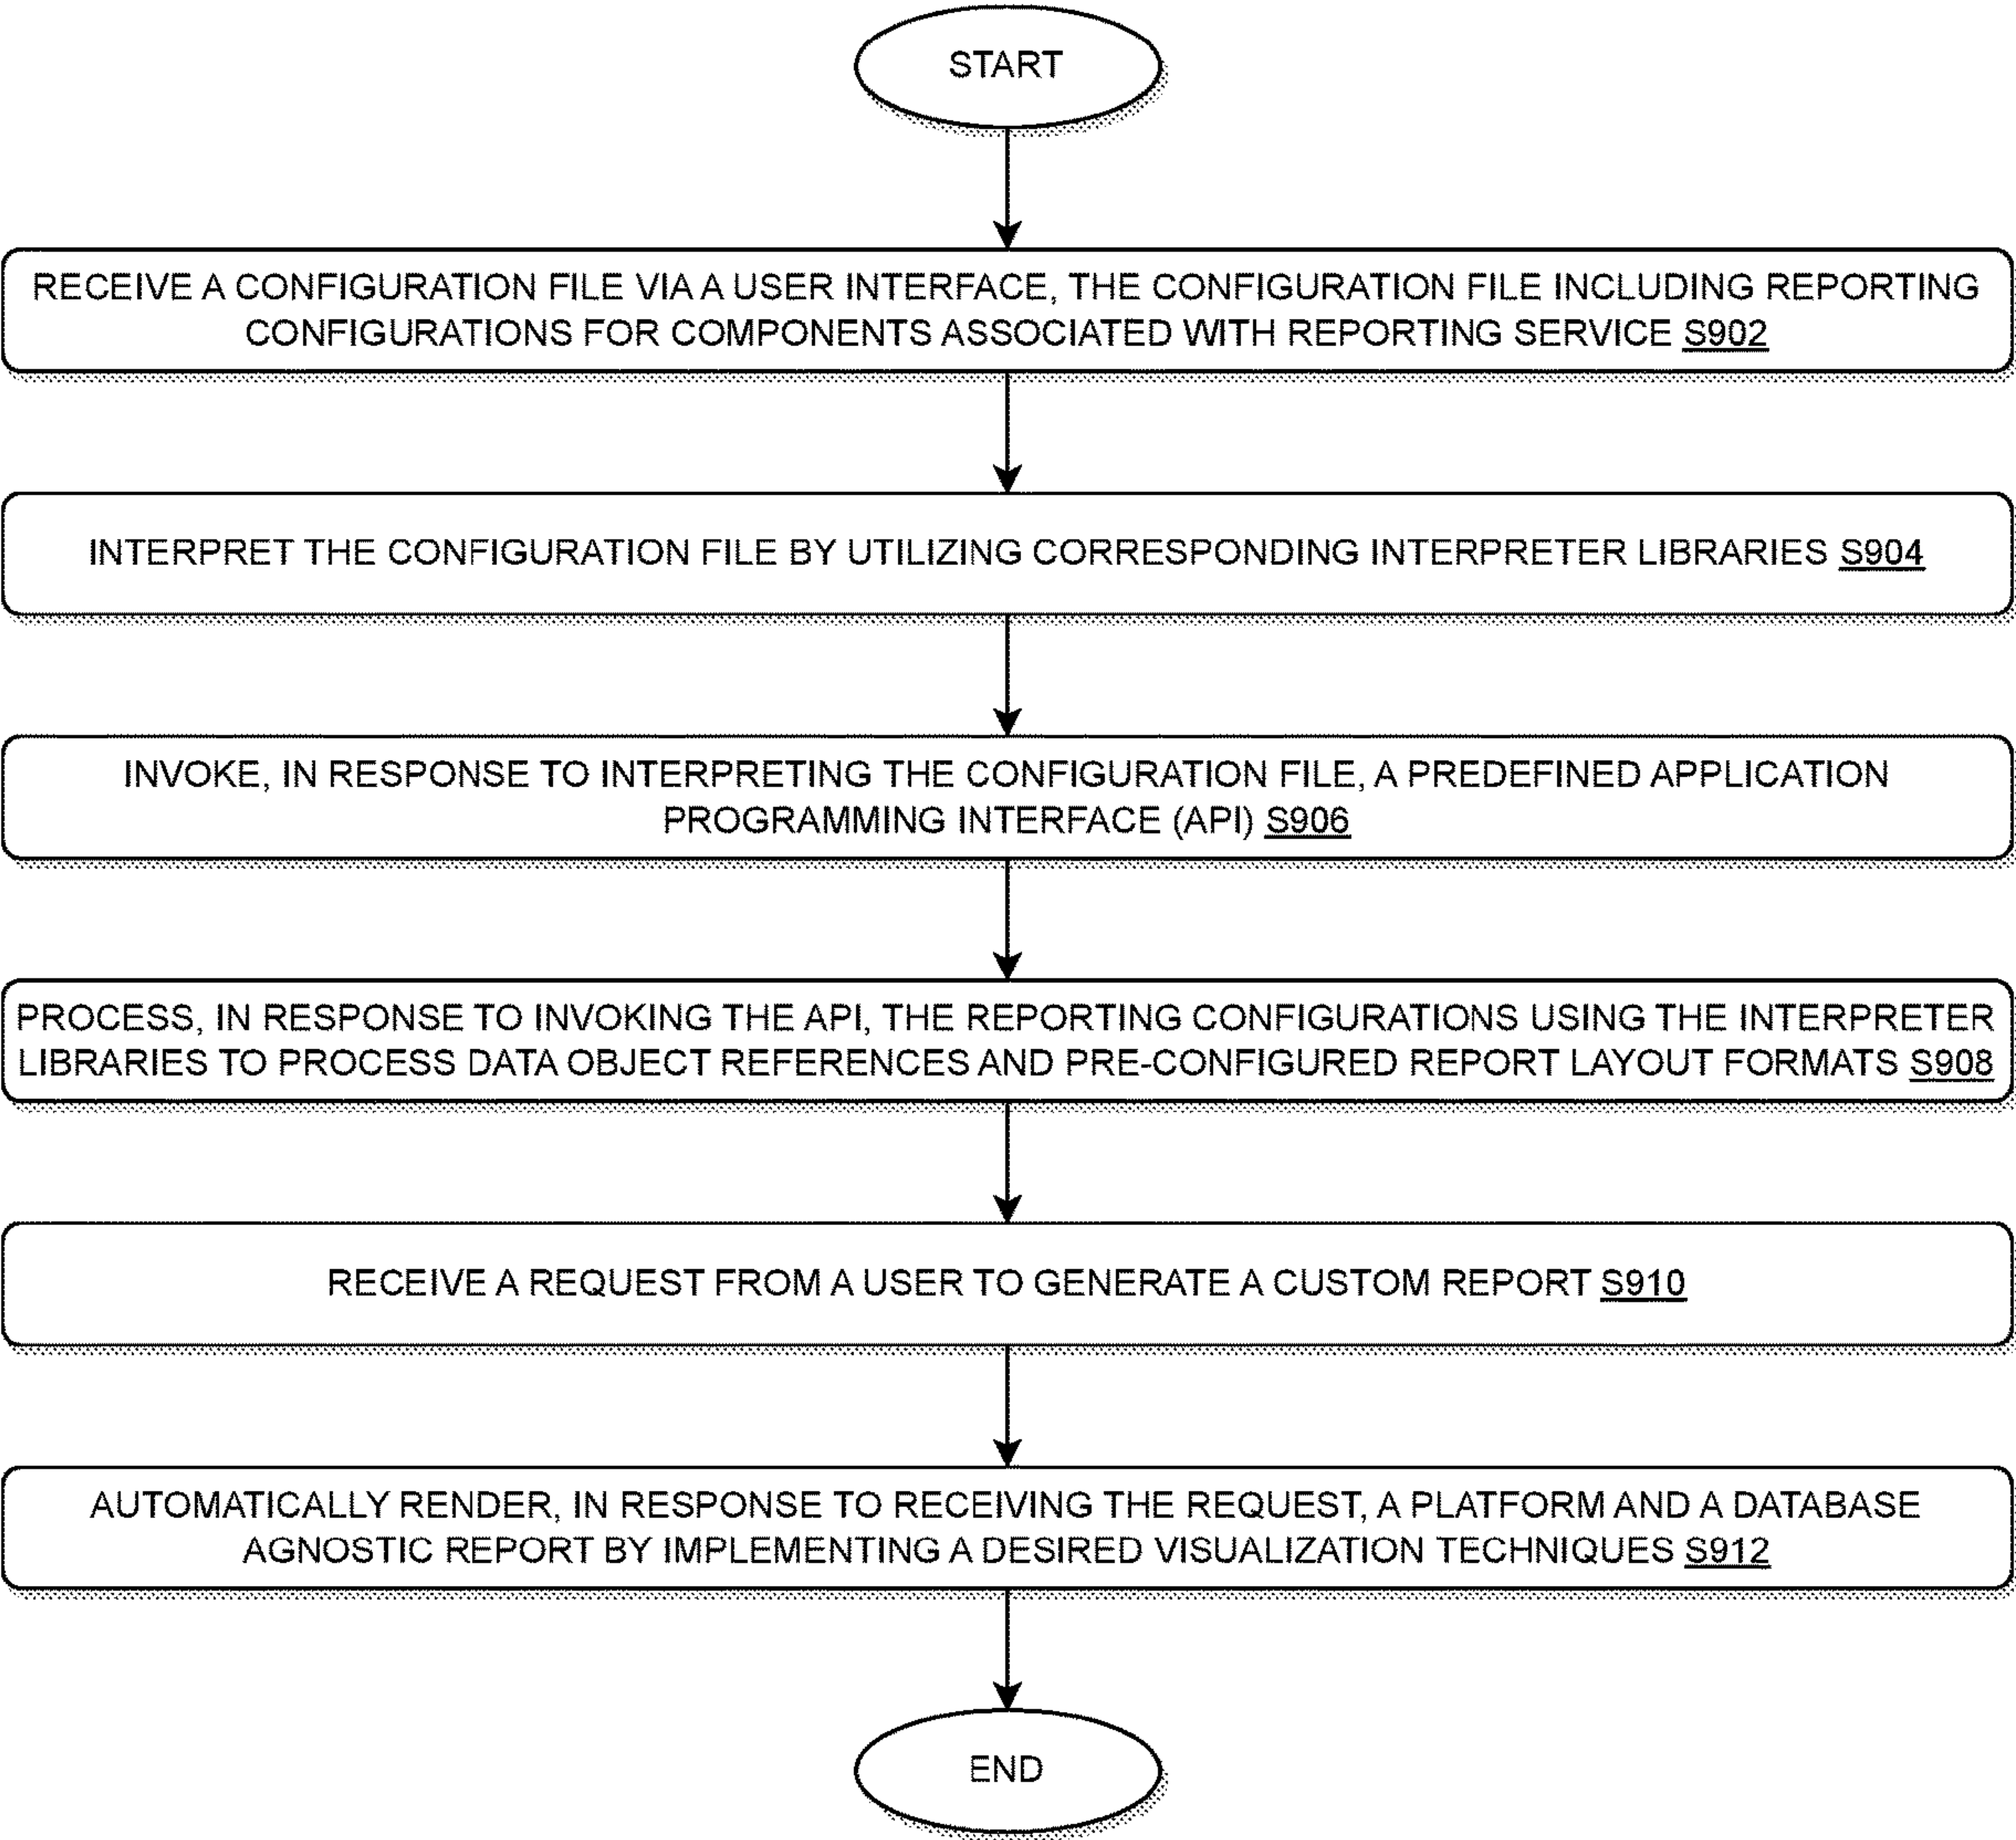 START
RECEIVE A CONFIGURATION FILE VIA A USER INTERFACE, THE CONFIGURATION FILE INCLUDING REPORTING
CONFIGURATIONS FOR COMPONENTS ASSOCIATED WITH REPORTING SERVICE S902
INTERPRET THE CONFIGURATION FILE BY UTILIZING CORRESPONDING INTERPRETER LIBRARIES S904
INVOKE, IN RESPONSE TO INTERPRETING THE CONFIGURATION FILE, A PREDEFINED APPLICATION
PROGRAMMING INTERFACE (API) S906
PROCESS, IN RESPONSE TO INVOKING THE API, THE REPORTING CONFIGURATIONS USING THE INTERPRETER
LIBRARIES TO PROCESS DATA OBJECT REFERENCES AND PRE-CONFIGURED REPORT LAYOUT FORMATS S908
RECEIVE A REQUEST FROM A USER TO GENERATE A CUSTOM REPORT S910
AUTOMATICALLY RENDER, IN RESPONSE TO RECEIVING THE REQUEST, A PLATFORM AND A DATABASE
AGNOSTIC REPORT BY IMPLEMENTING A DESIRED VISUALIZATION TECHNIQUES S912
END